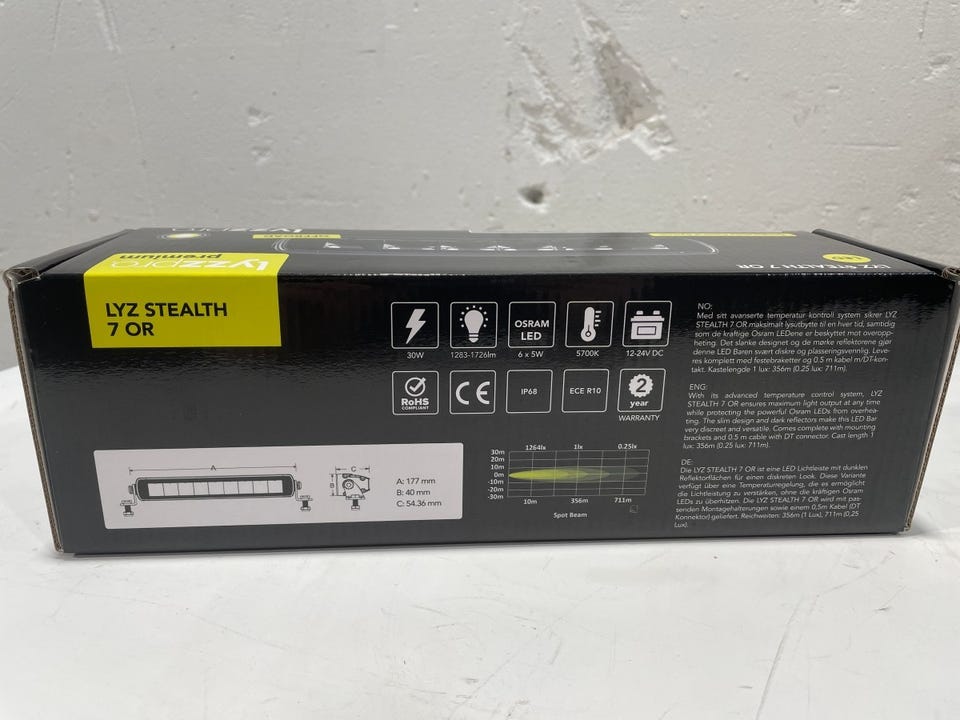 OFFROAD
lyzzpro
premium
LED
LYZ STEALTH 7 OR
LYZ STEALTH
7 OR
30W
1283-1726lm
OSRAM
LED
6 x 5W
5700K
12-24V DC
RoHS
COMPLIANT
CE
IP68
ECE R10
2
year
WARRANTY
A
B
C
A: 177 mm
B: 40 mm
C: 54.36 mm
1264lx 1lx 0.25lx
30m
20m
10m
0m
-10m
-20m
-30m
10m 356m 711m
Spot Beam
NO:
Med sitt avanserte temperatur kontroll system sikrer LYZ
STEALTH 7 OR maksimalt lysutbytte til en hver tid, samtidig
som de kraftige Osram LEDene er beskyttet mot overopp-
heting. Det slanke designet og de mørke reflektorene gjør
denne LED Baren svært diskre og plasseringsvennlig. Leve-
res komplett med festebraketter og 0.5 m kabel m/DT-kon-
takt. Kastelengde 1 lux: 356m (0.25 lux: 711m).
ENG:
With its advanced temperature control system, LYZ
STEALTH 7 OR ensures maximum light output at any time
while protecting the powerful Osram LEDs from overhea-
ting. The slim design and dark reflectors make this LED Bar
very discreet and versatile. Comes complete with mounting
brackets and 0.5 m cable with DT connector. Cast length 1
lux: 356m (0.25 lux: 711m).
DE:
Die LYZ STEALTH 7 OR ist eine LED Lichtleiste mit dunklen
Reflektorflächen für einen diskreten Look. Diese Variante
verfügt über eine Temperaturregelung, die es ermöglicht
die Lichtleistung zu verstärken, ohne die kräftigen Osram
LEDs zu überhitzen. Die LYZ STEALTH 7 OR wird mit pas-
senden Montagehalterungen sowie einem 0,5m Kabel (DT
Konnektor) geliefert. Reichweiten: 356m (1 Lux), 711m (0,25
Lux).